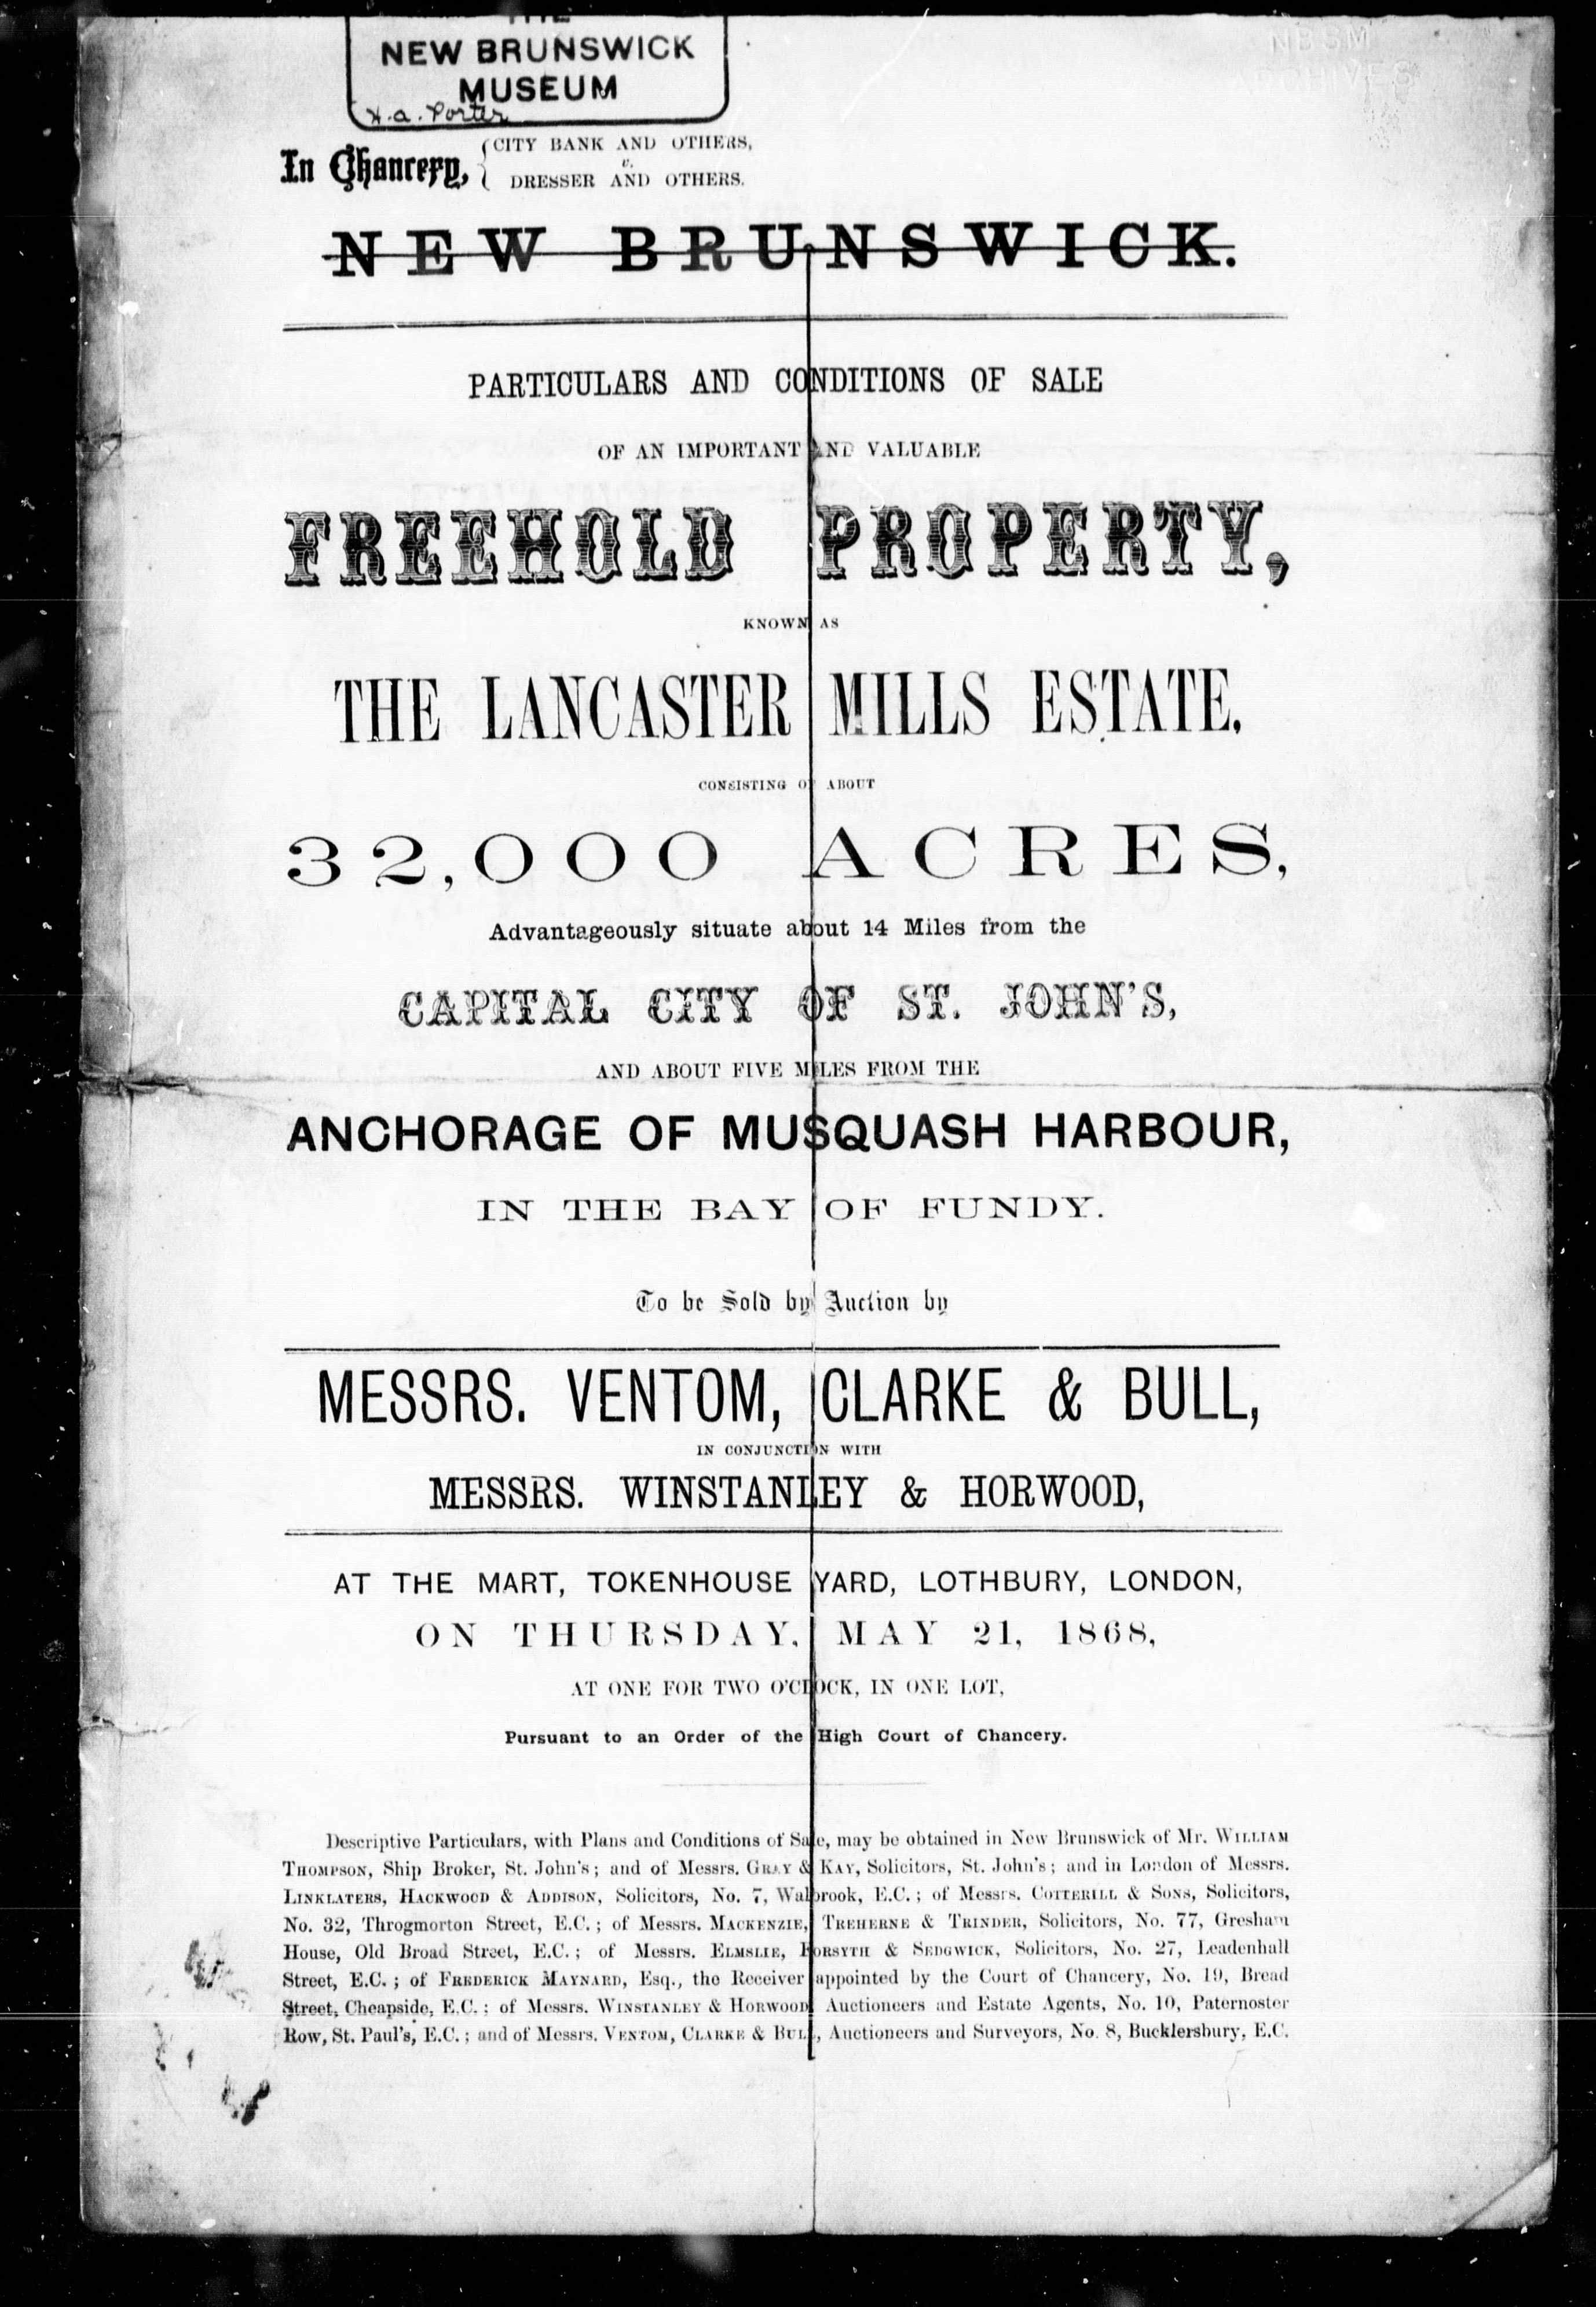 THE
NEW BRUNSWICK
MUSEUM
H. a. Porter
NBSM
ARCHIVES
In Chancery, { CITY BANK AND OTHERS,
v.
DRESSER AND OTHERS.
NEW BRUNSWICK.
PARTICULARS AND CONDITIONS OF SALE
OF AN IMPORTANT AND VALUABLE
FREEHOLD PROPERTY,
KNOWN AS
THE LANCASTER MILLS ESTATE,
CONSISTING OF ABOUT
32,000 ACRES,
Advantageously situate about 14 Miles from the
CAPITAL CITY OF ST. JOHN'S,
AND ABOUT FIVE MILES FROM THE
ANCHORAGE OF MUSQUASH HARBOUR,
IN THE BAY OF FUNDY.
To be Sold by Auction by
MESSRS. VENTOM, CLARKE & BULL,
IN CONJUNCTION WITH
MESSRS. WINSTANLEY & HORWOOD,
AT THE MART, TOKENHOUSE YARD, LOTHBURY, LONDON,
ON THURSDAY, MAY 21, 1868,
AT ONE FOR TWO O'CLOCK, IN ONE LOT,
Pursuant to an Order of the High Court of Chancery.
Descriptive Particulars, with Plans and Conditions of Sale, may be obtained in New Brunswick of Mr. WILLIAM
THOMPSON, Ship Broker, St. John's; and of Messrs. GRAY & KAY, Solicitors, St. John's; and in London of Messrs.
LINKLATERS, HACKWOOD & ADDISON, Solicitors, No. 7, Walbrook, E.C.; of Messrs. COTTERILL & SONS, Solicitors,
No. 32, Throgmorton Street, E.C.; of Messrs. MACKENZIE, TREHERNE & TRINDER, Solicitors, No. 77, Gresham
House, Old Broad Street, E.C.; of Messrs. ELMSLIE, FORSYTH & SEDGWICK, Solicitors, No. 27, Leadenhall
Street, E.C.; of FREDERICK MAYNARD, Esq., the Receiver appointed by the Court of Chancery, No. 19, Bread
Street, Cheapside, E.C.; of Messrs. WINSTANLEY & HORWOOD, Auctioneers and Estate Agents, No. 10, Paternoster
Row, St. Paul's, E.C.; and of Messrs. VENTOM, CLARKE & BULL, Auctioneers and Surveyors, No. 8, Bucklersbury, E.C.